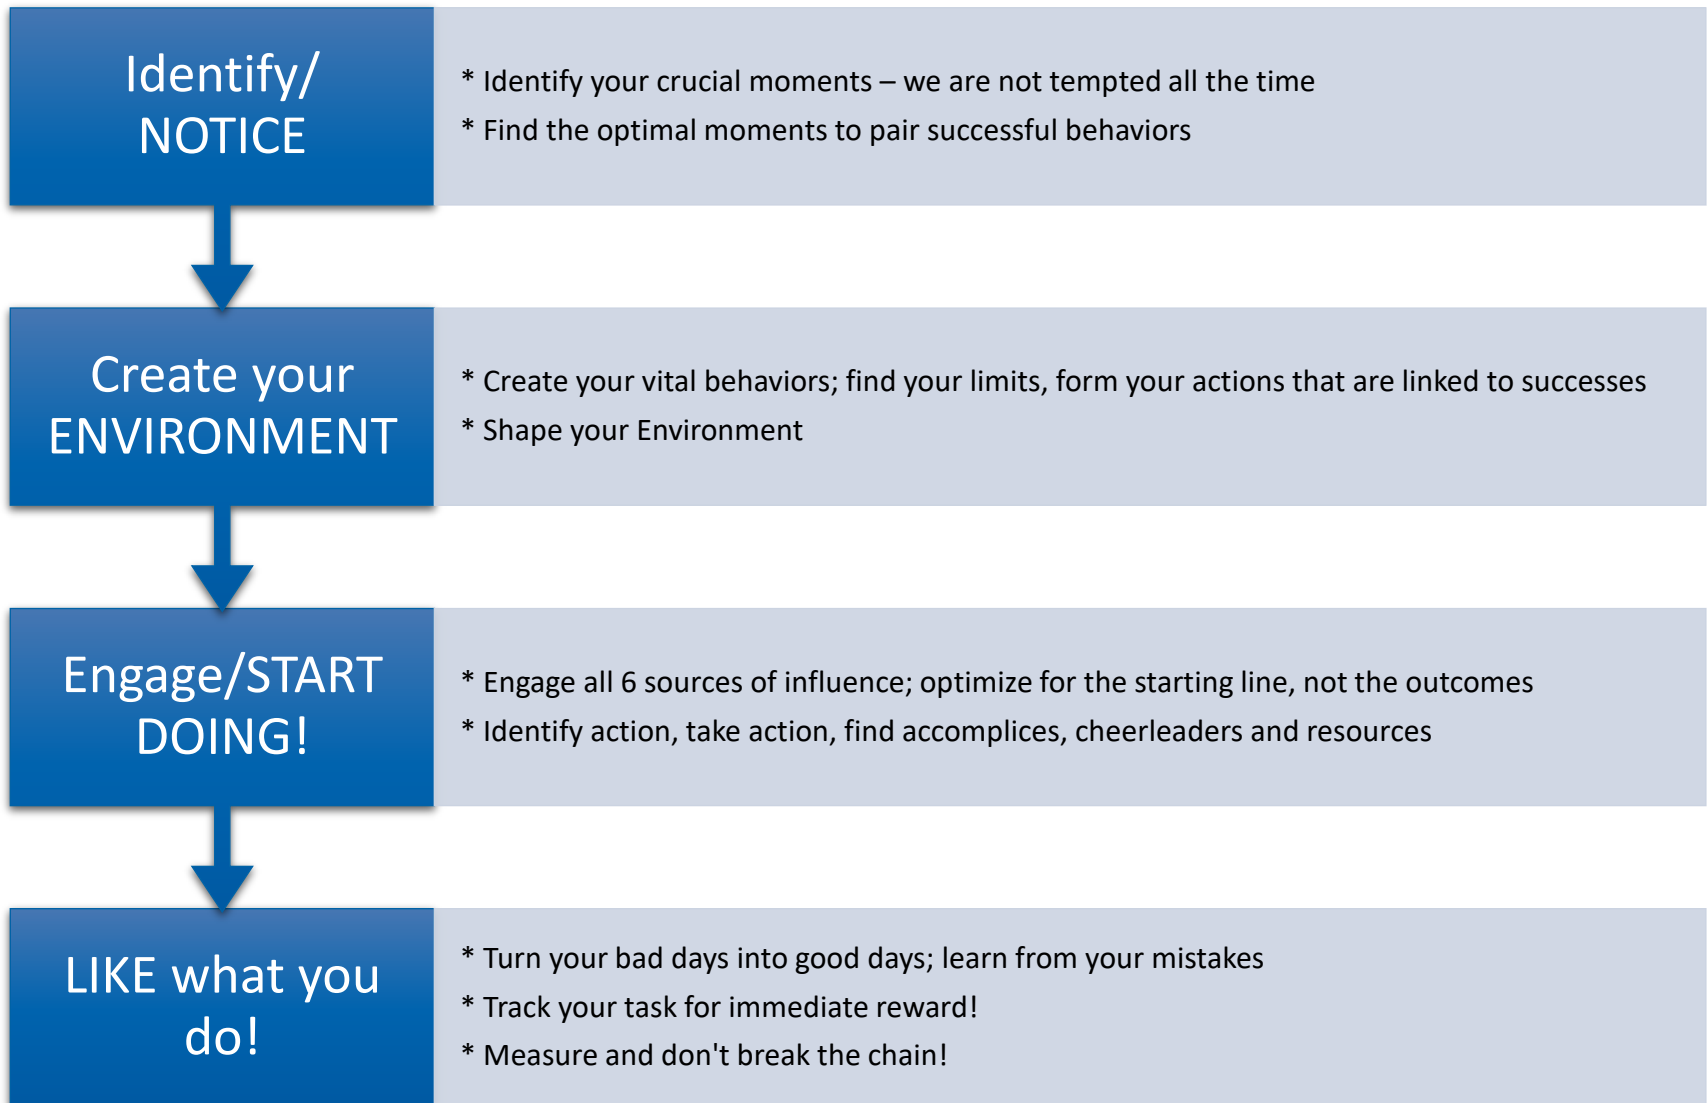 Identify/
NOTICE
* Identify your crucial moments – we are not tempted all the time
* Find the optimal moments to pair successful behaviors
Create your
ENVIRONMENT
* Create your vital behaviors; find your limits, form your actions that are linked to successes
* Shape your Environment
Engage/START
DOING!
* Engage all 6 sources of influence; optimize for the starting line, not the outcomes
* Identify action, take action, find accomplices, cheerleaders and resources
LIKE what you
do!
* Turn your bad days into good days; learn from your mistakes
* Track your task for immediate reward!
* Measure and don't break the chain!